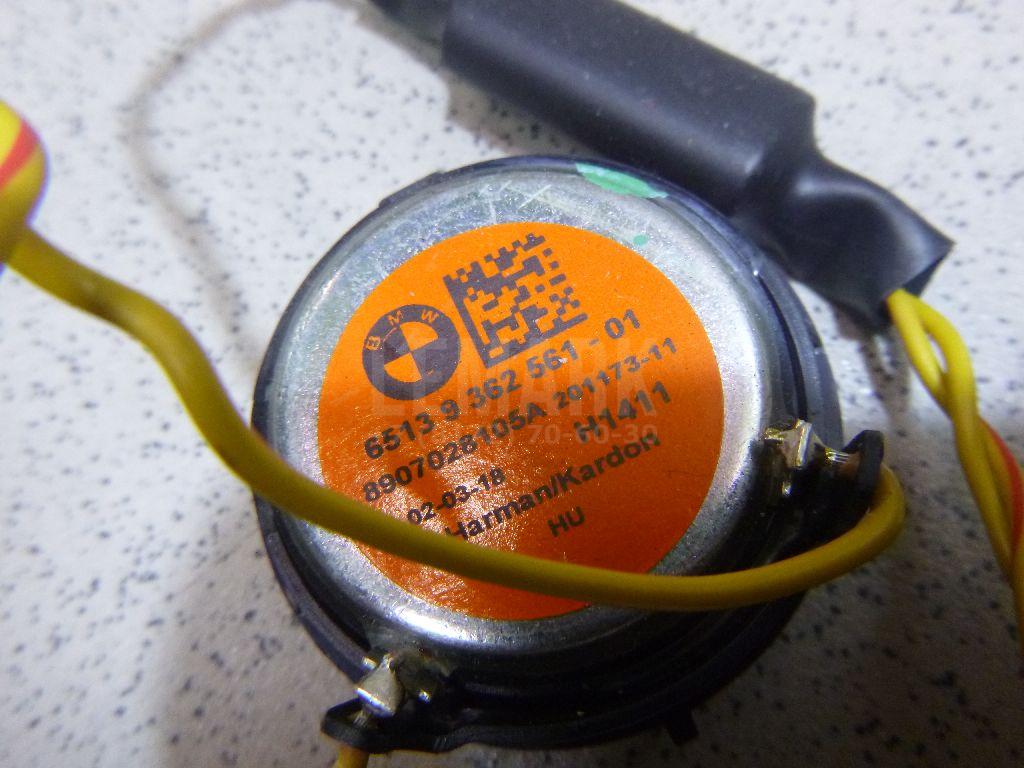 BMW
6513 9 362 561 - 01
8907028105A 201173-11
H1411
02-03-18
Harman/Kardon
HU